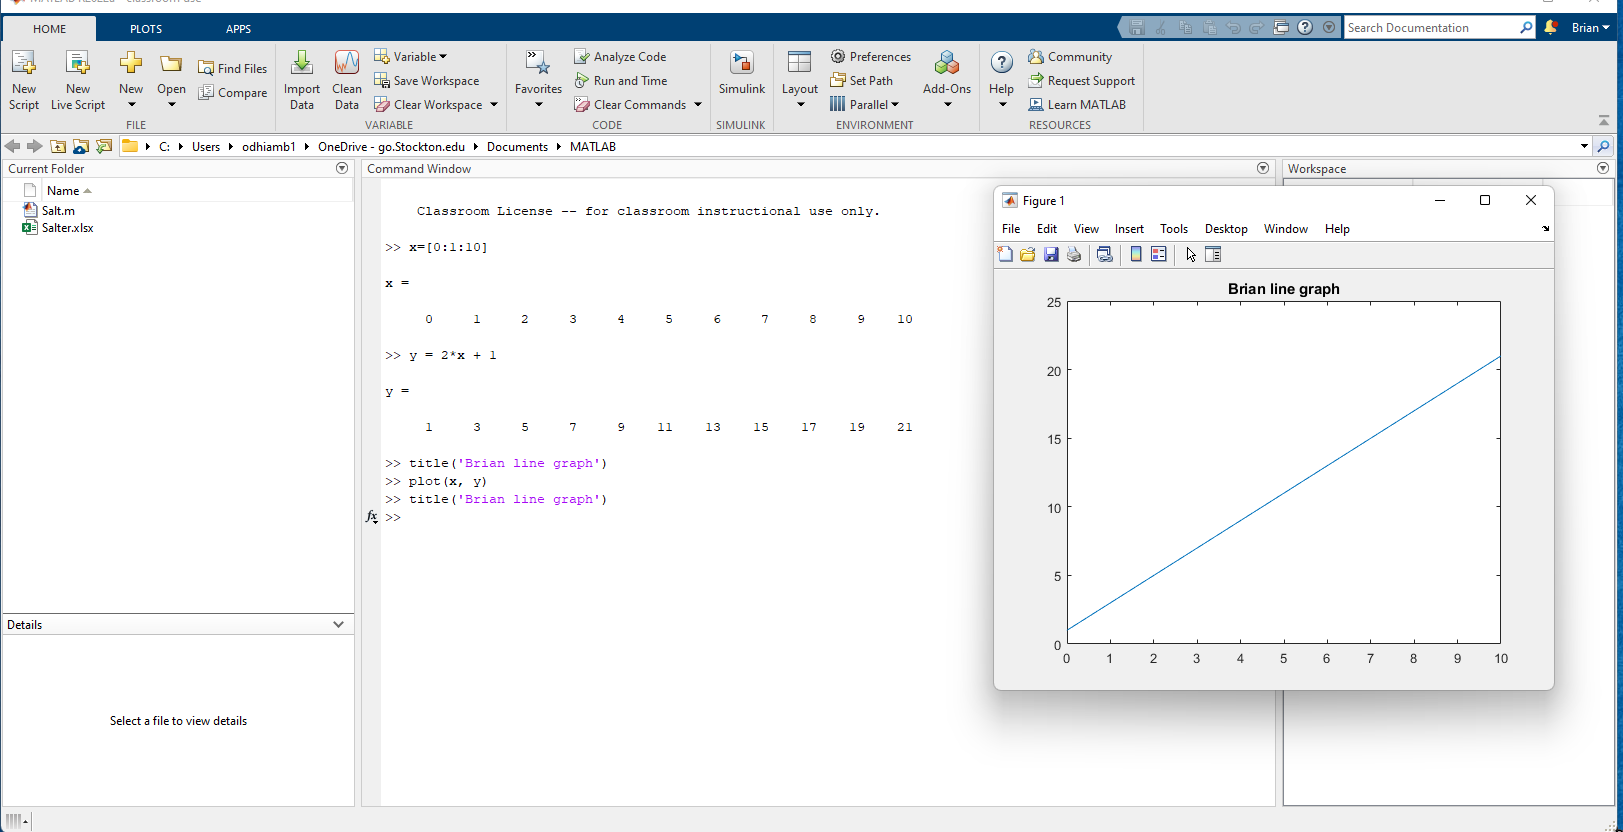 HOME PLOTS APPS Search Documentation Brian
New Script
New Live Script
New
Open
Find Files
Compare
FILE
Import Data
Clean Data
Variable
Save Workspace
Clear Workspace
VARIABLE
Favorites
Analyze Code
Run and Time
Clear Commands
CODE
Simulink
SIMULINK
Layout
Preferences
Set Path
Parallel
ENVIRONMENT
Add-Ons
Help
Community
Request Support
Learn MATLAB
RESOURCES
C: Users odhiamb1 OneDrive - go.Stockton.edu Documents MATLAB
Current Folder
Name
Salt.m
Salter.xlsx
Details
Select a file to view details
Command Window
Classroom License -- for classroom instructional use only.
>> x=[0:1:10]
x =
0 1 2 3 4 5 6 7 8 9 10
>> y = 2*x + 1
y =
1 3 5 7 9 11 13 15 17 19 21
>> title('Brian line graph')
>> plot(x, y)
>> title('Brian line graph')
fx >>
Workspace
Figure 1
File Edit View Insert Tools Desktop Window Help
Brian line graph
25
20
15
10
5
0
0 1 2 3 4 5 6 7 8 9 10